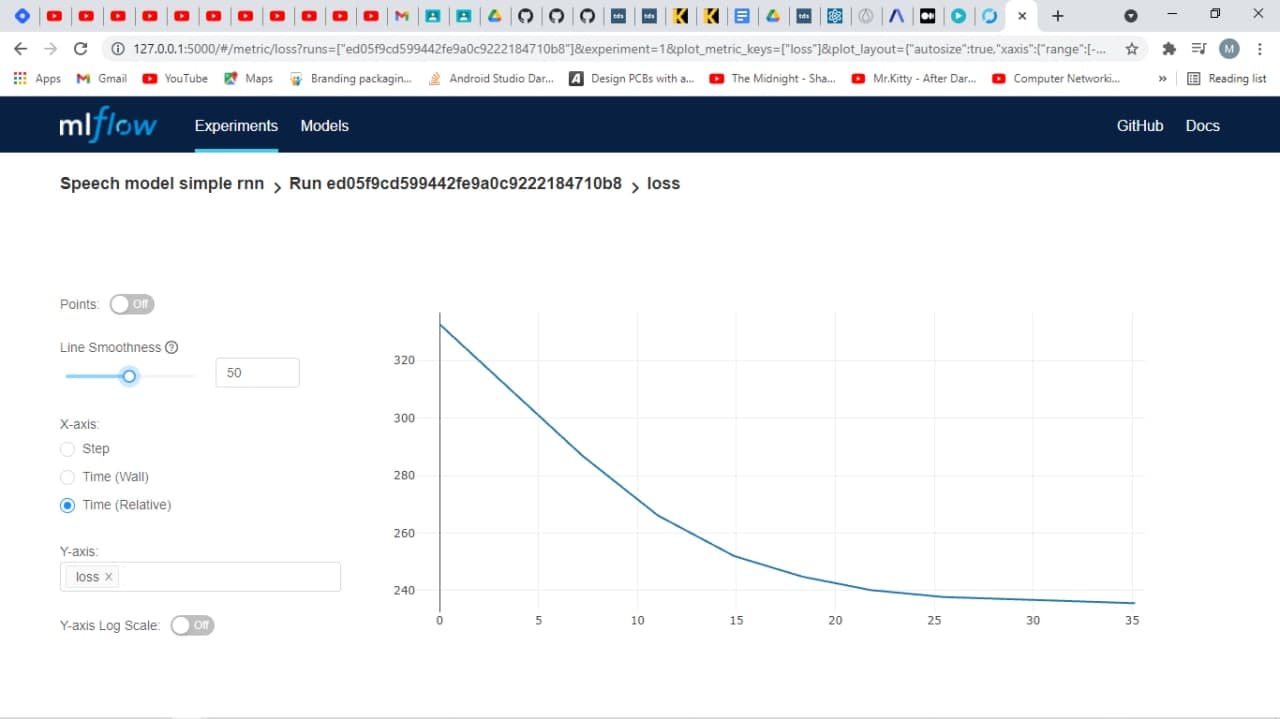 127.0.0.1:5000/#/metric/loss?runs=["ed05f9cd599442fe9a0c9222184710b8"]&experiment=1&plot_metric_keys=["loss"]&plot_layout={"autosize":true,"xaxis":{"range":[-...
M
Apps Gmail YouTube Maps Branding packagin... Android Studio Dar... Design PCBs with a... The Midnight - Sha... Mr.Kitty - After Dar... Computer Networki... » Reading list
mlflow Experiments Models GitHub Docs
Speech model simple rnn > Run ed05f9cd599442fe9a0c9222184710b8 > loss
Points: Off
Line Smoothness ?
50
X-axis:
Step
Time (Wall)
Time (Relative)
Y-axis:
loss ×
Y-axis Log Scale: Off
320
300
280
260
240
0 5 10 15 20 25 30 35